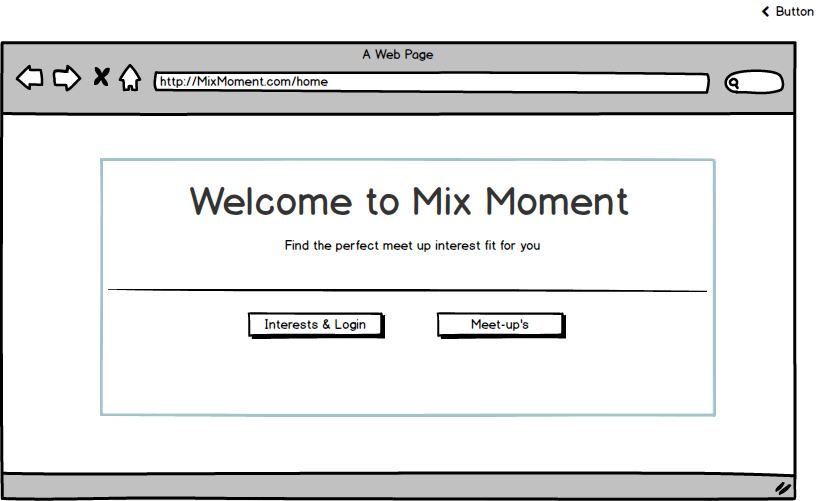 Button
A Web Page
http://MixMoment.com/home
Welcome to Mix Moment
Find the perfect meet up interest fit for you
Interests & Login
Meet-up's